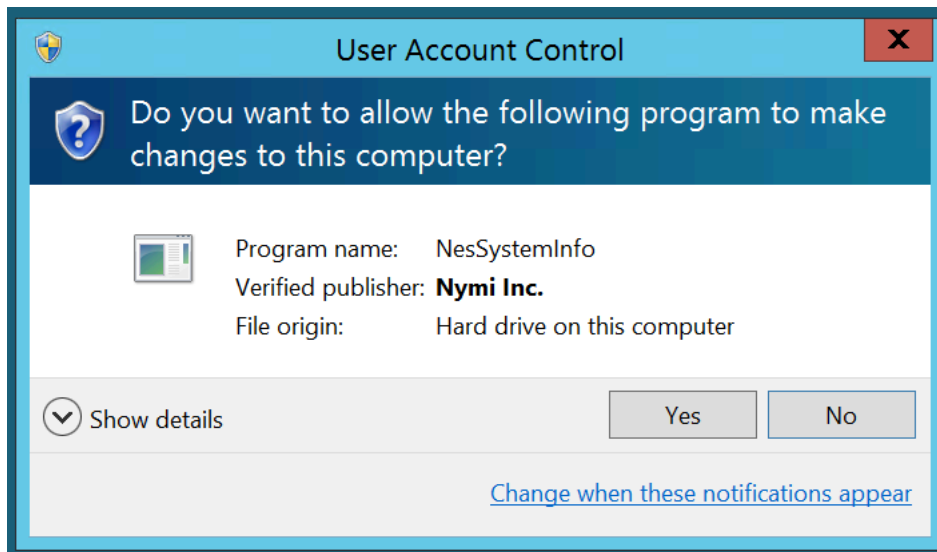 User Account Control
X
Do you want to allow the following program to make
changes to this computer?
Program name: NesSystemInfo
Verified publisher: Nymi Inc.
File origin: Hard drive on this computer
Show details
Yes
No
Change when these notifications appear